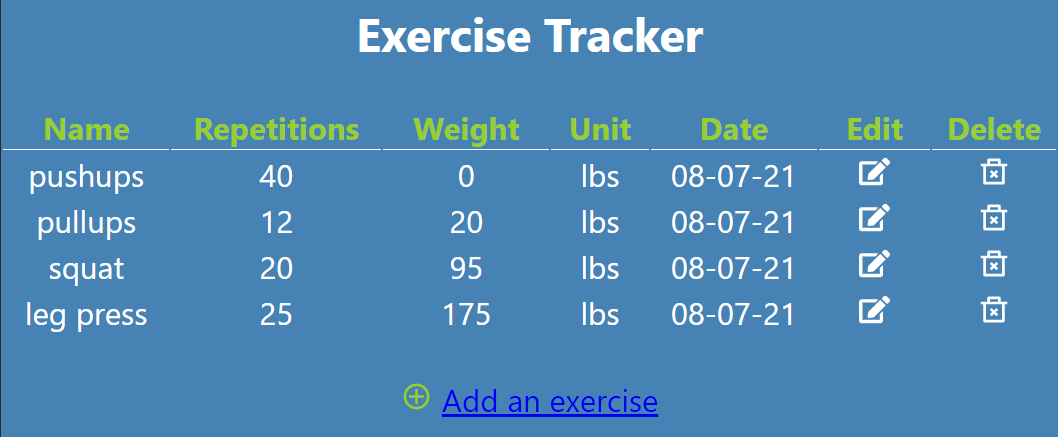 Exercise Tracker
Name Repetitions Weight Unit Date Edit Delete
pushups 40 0 lbs 08-07-21
pullups 12 20 lbs 08-07-21
squat 20 95 lbs 08-07-21
leg press 25 175 lbs 08-07-21
Add an exercise